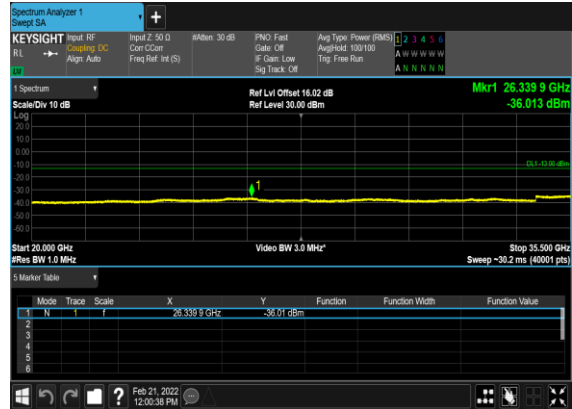 Spectrum Analyzer 1
Swept SA
+
KEYSIGHT Input: RF Input Z: 50 Ω #Atten: 30 dB PNO: Fast Avg Type: Power (RMS) 1 2 3 4 5 6
RL Coupling: DC Corr CCorr Gate: Off Avg|Hold: 100/100 A W W W W W
Align: Auto Freq Ref: Int (S) IF Gain: Low Trig: Free Run
Sig Track: Off A N N N N N
1 Spectrum
Ref Lvl Offset 16.02 dB Mkr1 26.339 9 GHz
Scale/Div 10 dB Ref Level 30.00 dBm -36.013 dBm
Log
20.0
10.0
0.00
-10.0 DL1 -13.00 dBm
-20.0
-30.0 1
-40.0
-50.0
-60.0
Start 20.000 GHz Video BW 3.0 MHz* Stop 35.500 GHz
#Res BW 1.0 MHz Sweep ~30.2 ms (40001 pts)
5 Marker Table
Mode Trace Scale X Y Function Function Width Function Value
1 N 1 f 26.339 9 GHz -36.01 dBm
2
3
4
5
6
? Feb 21, 2022
12:00:38 PM